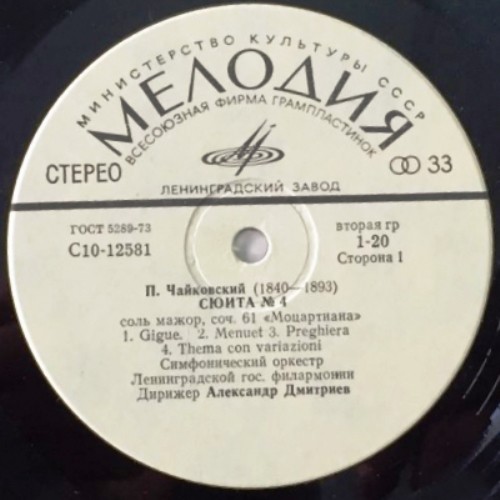 МИНИСТЕРСТВО КУЛЬТУРЫ СССР
МЕЛОДИЯ
ВСЕСОЮЗНАЯ ФИРМА ГРАМПЛАСТИНОК
СТЕРЕО
33
ЛЕНИНГРАДСКИЙ ЗАВОД
ГОСТ 5289-73
вторая гр
С10-12581
1-20
Сторона 1
П. Чайковский (1840—1893)
СЮИТА № 4
соль мажор, соч. 61 «Моцартиана»
1. Gigue. 2. Menuet 3. Preghiera
4. Thema con variazioni
Симфонический оркестр
Ленинградской гос. филармонии
Дирижер Александр Дмитриев